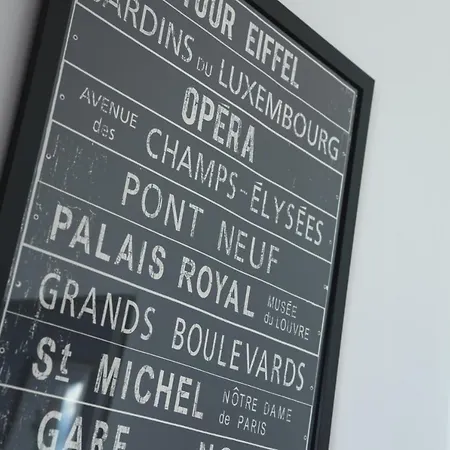 TOUR EIFFEL
JARDINS DU LUXEMBOURG
OPÉRA
AVENUE des CHAMPS-ÉLYSÉES
PONT NEUF
PALAIS ROYAL MUSÉE du LOUVRE
GRANDS BOULEVARDS
St MICHEL NÔTRE DAME de PARIS
GARE